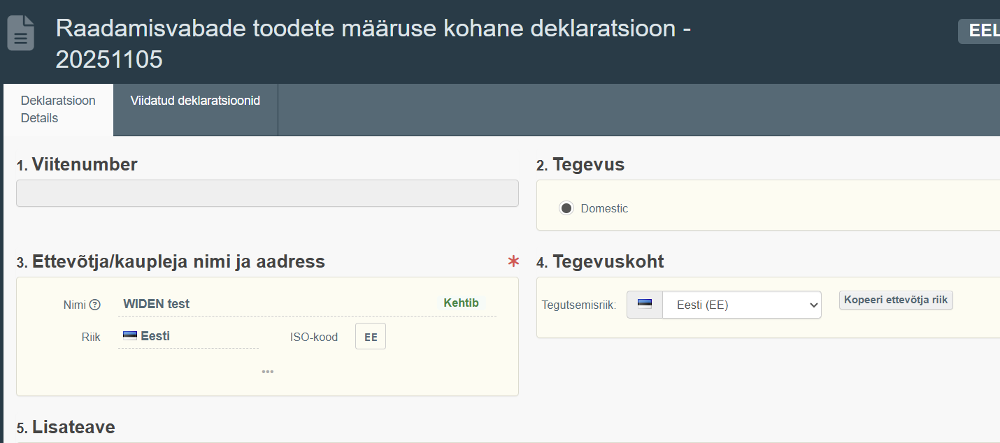 Raadamisvabade toodete määruse kohane deklaratsioon -
20251105
EEL
Deklaratsioon
Details
Viidatud deklaratsioonid
1. Viitenumber
2. Tegevus
Domestic
3. Ettevõtja/kaupleja nimi ja aadress *
4. Tegevuskoht
Nimi ? WIDEN test Kehtib
Tegutsemisriik: Eesti (EE) Kopeeri ettevõtja riik
Riik Eesti ISO-kood EE
5. Lisateave